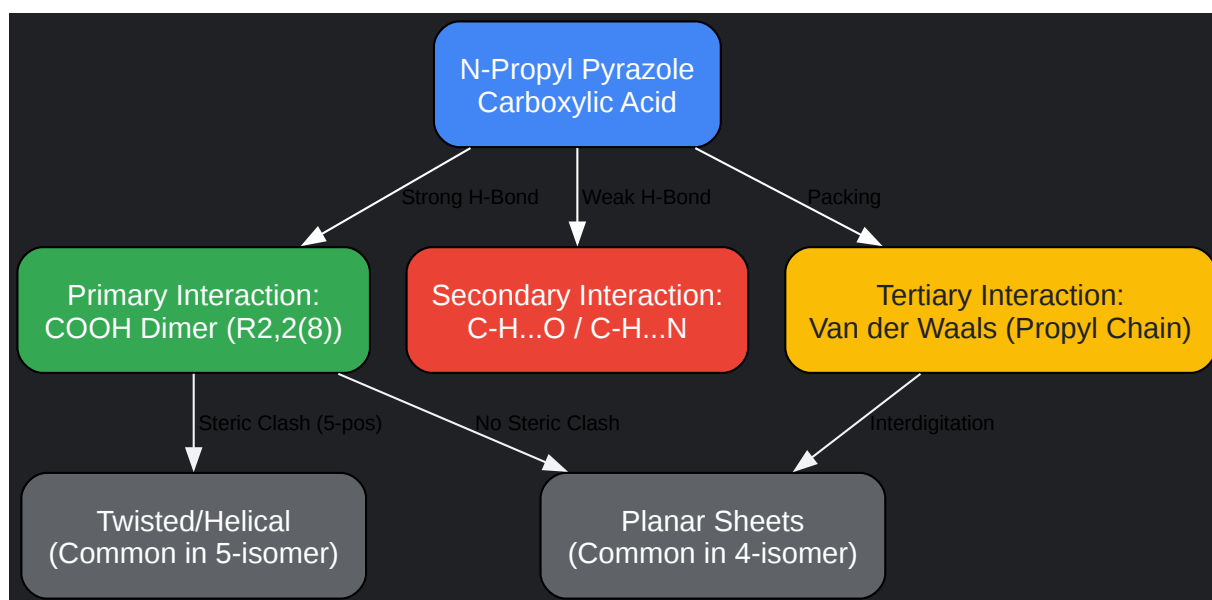 N-Propyl Pyrazole
Carboxylic Acid
Strong H-Bond
Weak H-Bond
Packing
Primary Interaction:
COOH Dimer (R2,2(8))
Secondary Interaction:
C-H...O / C-H...N
Tertiary Interaction:
Van der Waals (Propyl Chain)
Steric Clash (5-pos)
No Steric Clash
Interdigitation
Twisted/Helical
(Common in 5-isomer)
Planar Sheets
(Common in 4-isomer)